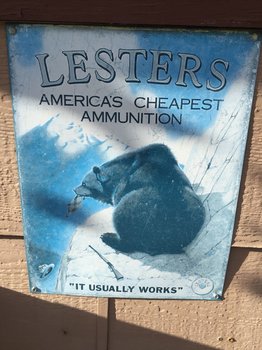 LESTERS
AMERICA'S CHEAPEST
AMMUNITION
"IT USUALLY WORKS"